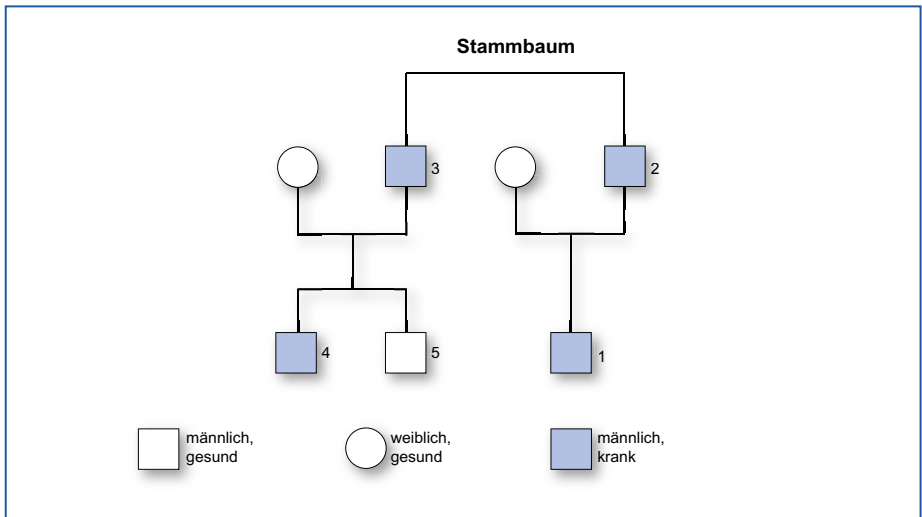 Stammbaum
3
2
4
5
1
männlich,
gesund
weiblich,
gesund
männlich,
krank